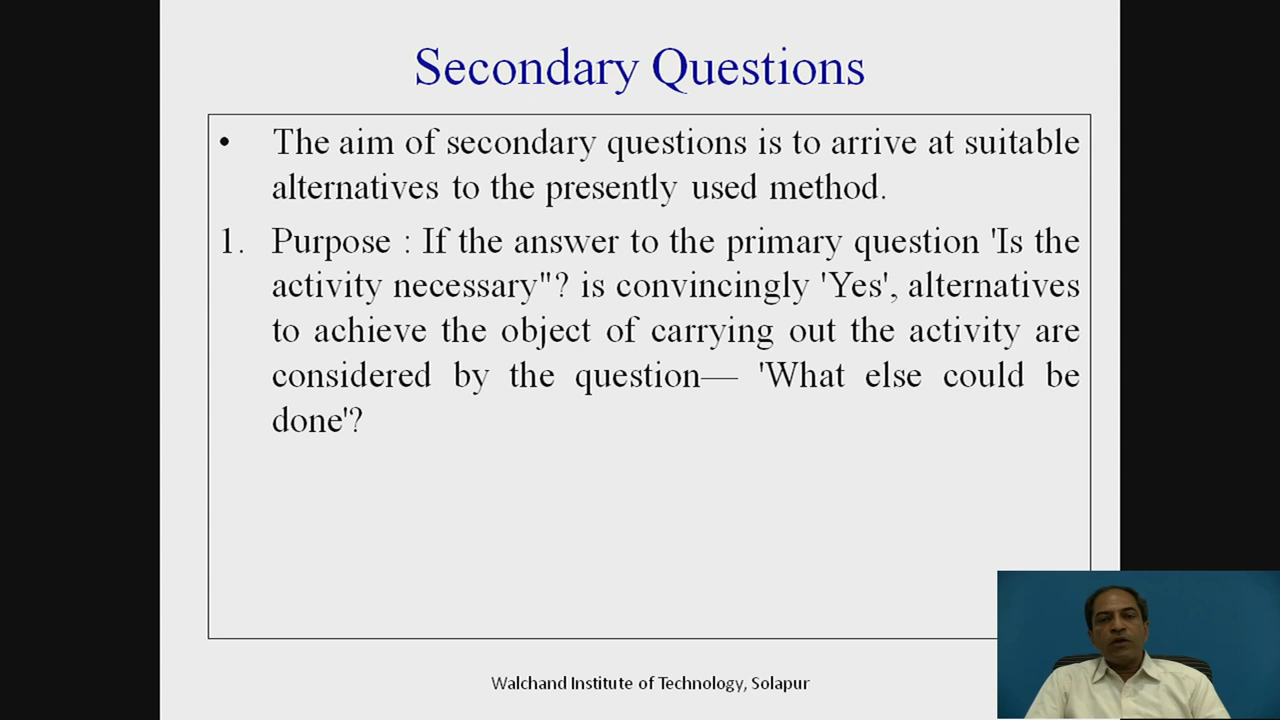 Secondary Questions
• The aim of secondary questions is to arrive at suitable
alternatives to the presently used method.
1. Purpose : If the answer to the primary question 'Is the
activity necessary"? is convincingly 'Yes', alternatives
to achieve the object of carrying out the activity are
considered by the question— 'What else could be
done'?
Walchand Institute of Technology, Solapur